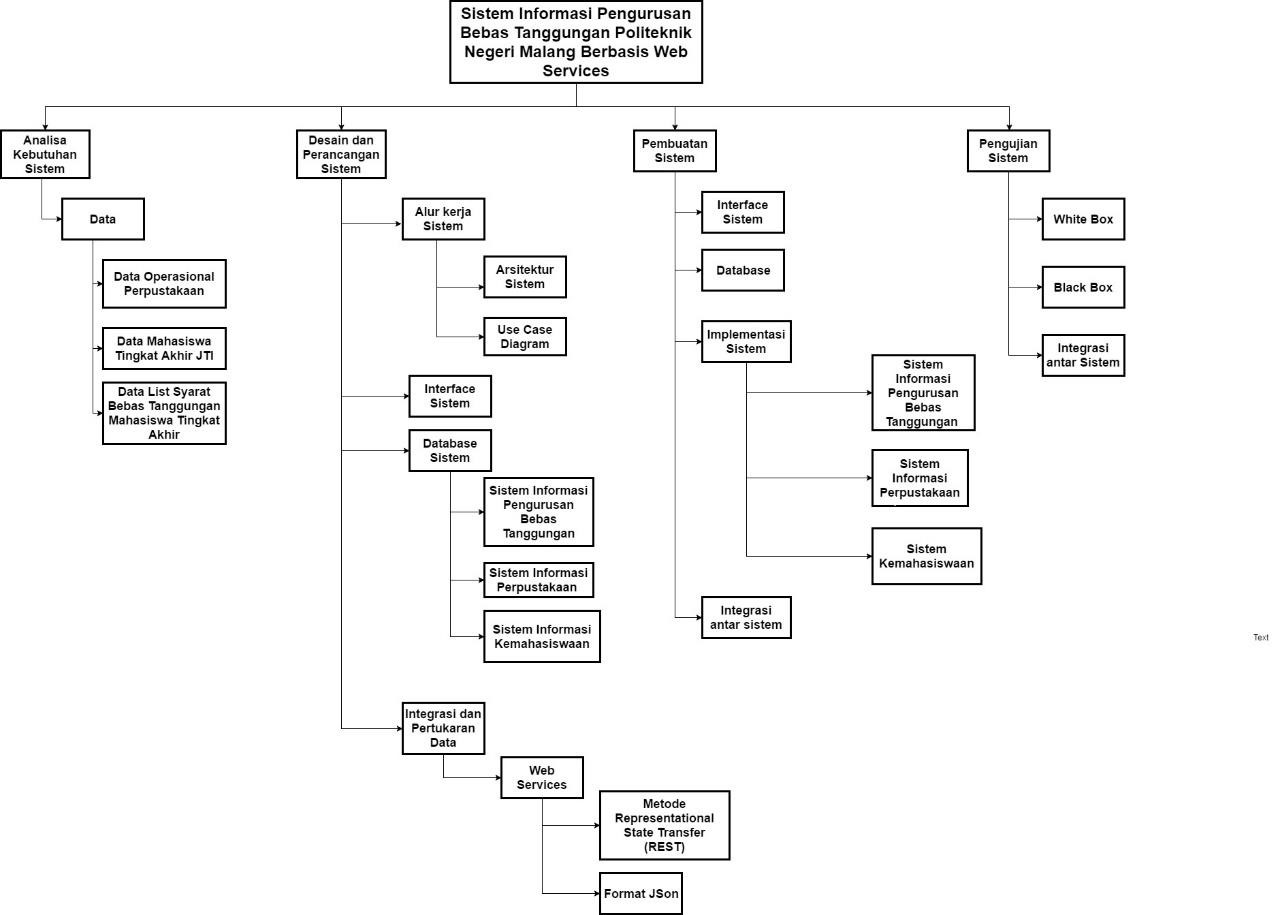 Sistem Informasi Pengurusan
Bebas Tanggungan Politeknik
Negeri Malang Berbasis Web
Services
Analisa
Kebutuhan
Sistem
Data
Data Operasional
Perpustakaan
Data Mahasiswa
Tingkat Akhir JTI
Data List Syarat
Bebas Tanggungan
Mahasiswa Tingkat
Akhir
Desain dan
Perancangan
Sistem
Alur kerja
Sistem
Arsitektur
Sistem
Use Case
Diagram
Interface
Sistem
Database
Sistem
Sistem Informasi
Pengurusan
Bebas
Tanggungan
Sistem Informasi
Perpustakaan
Sistem Informasi
Kemahasiswaan
Integrasi dan
Pertukaran
Data
Web
Services
Metode
Representational
State Transfer
(REST)
Format JSon
Pembuatan
Sistem
Interface
Sistem
Database
Implementasi
Sistem
Sistem
Informasi
Pengurusan
Bebas
Tanggungan
Sistem
Informasi
Perpustakaan
Sistem
Kemahasiswaan
Integrasi
antar sistem
Pengujian
Sistem
White Box
Black Box
Integrasi
antar Sistem
Text